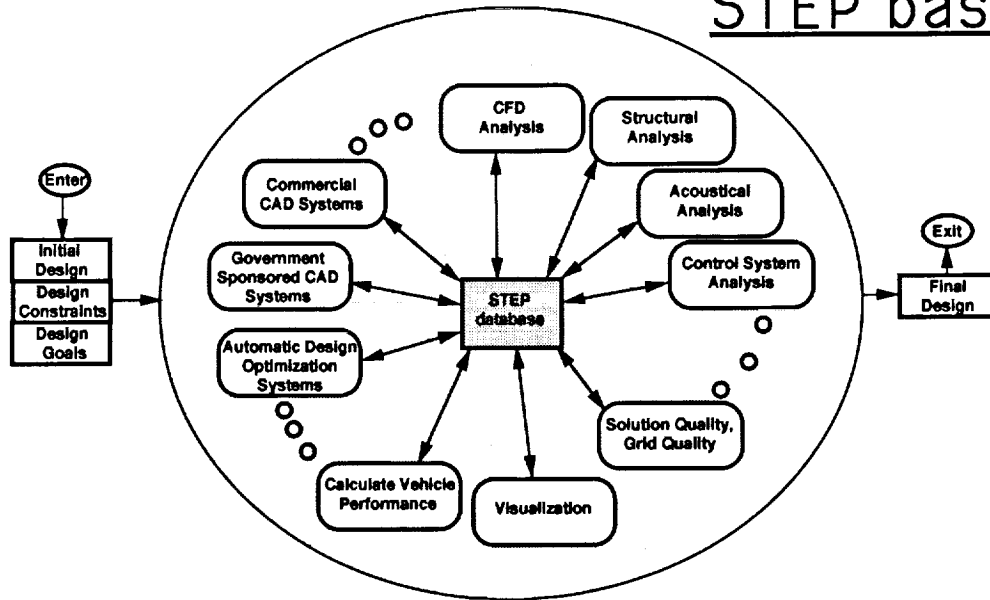 STEP bas
CFD
Analysis
Structural
Analysis
Commercial
CAD Systems
Acoustical
Analysis
Enter
Initial
Design
Design
Constraints
Design
Goals
Government
Sponsored CAD
Systems
STEP
database
Control System
Analysis
Exit
Final
Design
Automatic Design
Optimization
Systems
Solution Quality,
Grid Quality
Calculate Vehicle
Performance
Visualization